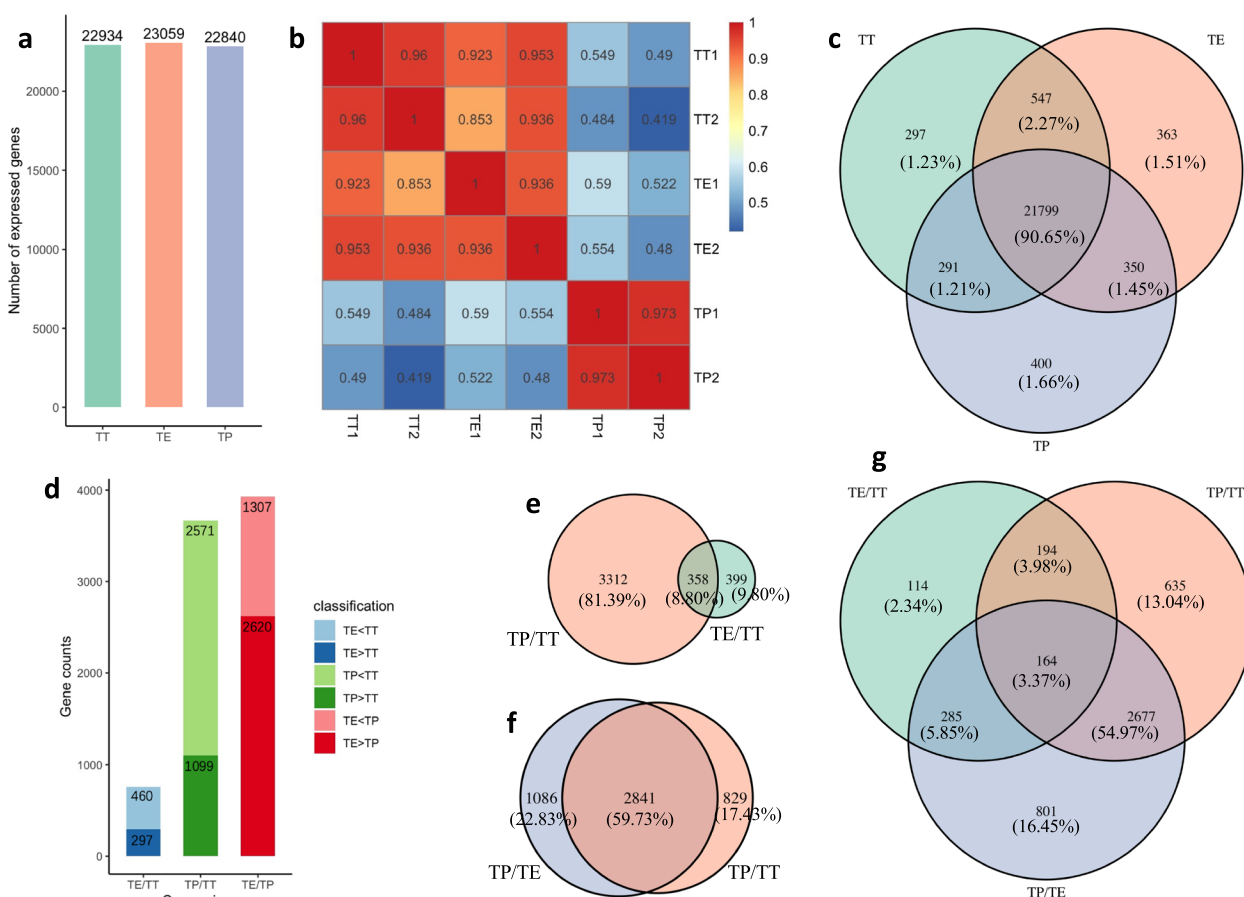 a
22934
23059
22840
Number of expressed genes
20000
15000
10000
5000
0
TT
TE
TP
b
1 0.96 0.923 0.953 0.549 0.49 TT1
0.96 1 0.853 0.936 0.484 0.419 TT2
0.923 0.853 1 0.936 0.59 0.522 TE1
0.953 0.936 0.936 1 0.554 0.48 TE2
0.549 0.484 0.59 0.554 1 0.973 TP1
0.49 0.419 0.522 0.48 0.973 1 TP2
TT1 TT2 TE1 TE2 TP1 TP2
1
0.9
0.8
0.7
0.6
0.5
c
TT
TE
547
(2.27%)
297
(1.23%)
363
(1.51%)
21799
(90.65%)
291
(1.21%)
350
(1.45%)
400
(1.66%)
TP
d
Gene counts
4000
3000
2000
1000
0
460
297
2571
1099
1307
2620
TE/TT
TP/TT
TE/TP
classification
TE<TT
TE>TT
TP<TT
TP>TT
TE<TP
TE>TP
e
3312
(81.39%)
358
(8.80%)
399
(9.80%)
TP/TT
TE/TT
f
1086
(22.83%)
2841
(59.73%)
829
(17.43%)
TP/TE
TP/TT
g
TE/TT
TP/TT
194
(3.98%)
114
(2.34%)
635
(13.04%)
164
(3.37%)
285
(5.85%)
2677
(54.97%)
801
(16.45%)
TP/TE